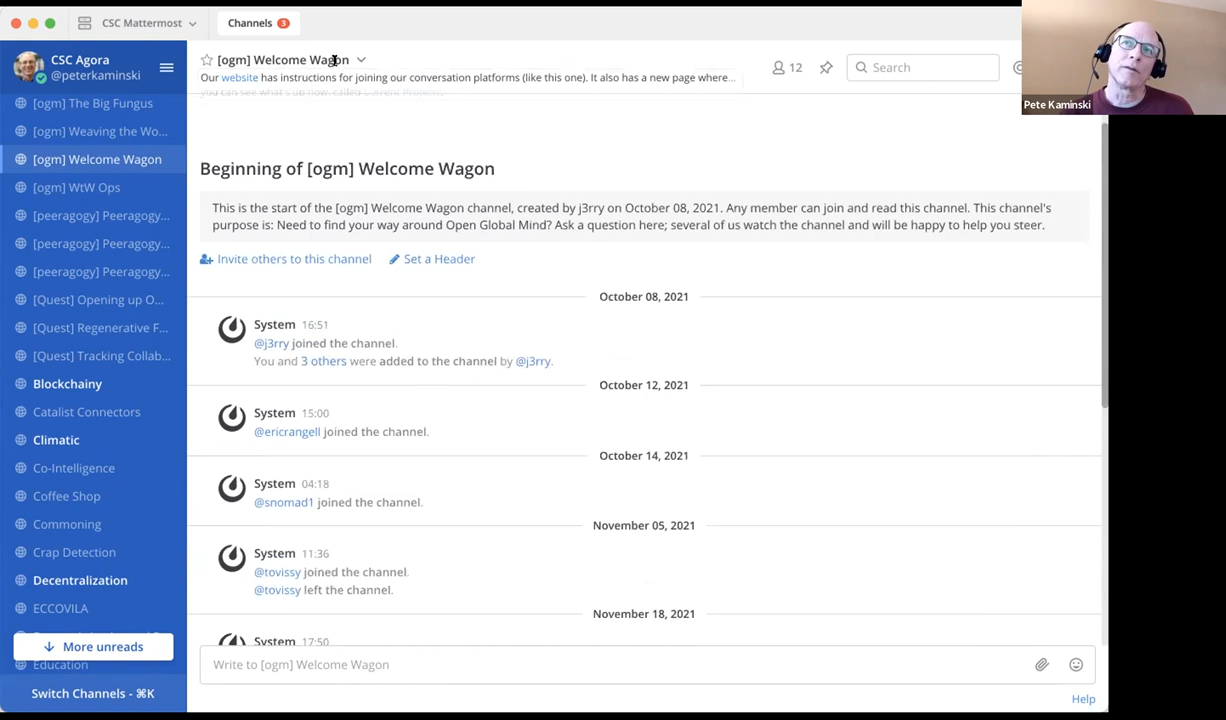 CSC Mattermost
Channels 3
CSC Agora
@peterkaminski
[ogm] The Big Fungus
[ogm] Weaving the Wo...
[ogm] Welcome Wagon
[ogm] WtW Ops
[peeragogy] Peeragogy...
[peeragogy] Peeragogy...
[peeragogy] Peeragogy...
[Quest] Opening up O...
[Quest] Regenerative F...
[Quest] Tracking Collab...
Blockchainy
Catalist Connectors
Climatic
Co-Intelligence
Coffee Shop
Commoning
Crap Detection
Decentralization
ECCOVILA
More unreads
Education
Switch Channels - ⌘K
[ogm] Welcome Wagon
Our website has instructions for joining our conversation platforms (like this one). It also has a new page where...
you can see what's up now, called Current Projects.
12
Search
Pete Kaminski
Beginning of [ogm] Welcome Wagon
This is the start of the [ogm] Welcome Wagon channel, created by j3rry on October 08, 2021. Any member can join and read this channel. This channel's
purpose is: Need to find your way around Open Global Mind? Ask a question here; several of us watch the channel and will be happy to help you steer.
Invite others to this channel
Set a Header
October 08, 2021
System 16:51
@j3rry joined the channel.
You and 3 others were added to the channel by @j3rry.
October 12, 2021
System 15:00
@ericrangell joined the channel.
October 14, 2021
System 04:18
@snomad1 joined the channel.
November 05, 2021
System 11:36
@tovissy joined the channel.
@tovissy left the channel.
November 18, 2021
System 17:50
Write to [ogm] Welcome Wagon
Help